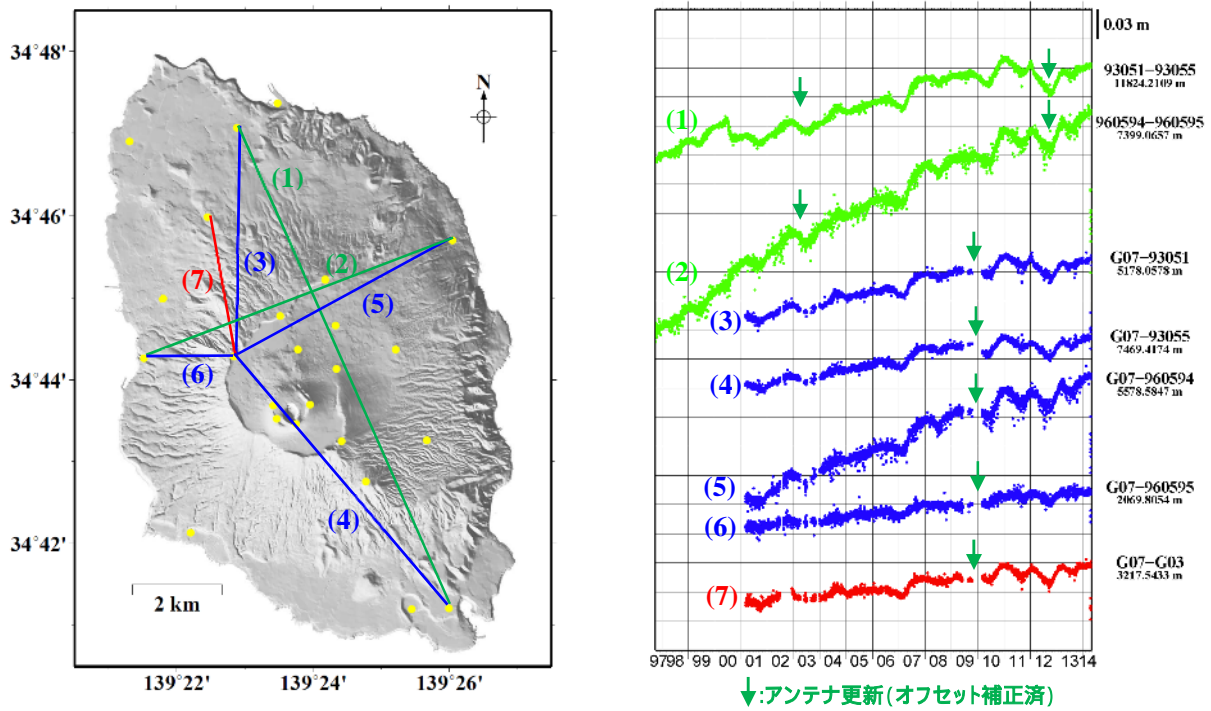 34°48'
34°46'
34°44'
34°42'
139°22'
139°24'
139°26'
N
2 km
(1)
(2)
(3)
(4)
(5)
(6)
(7)
0.03 m
93051-93055
11824.2109 m
960594-960595
7399.0657 m
G07-93051
5178.0578 m
G07-93055
7469.4174 m
G07-960594
5578.5847 m
G07-960595
2069.8054 m
G07-G03
3217.5433 m
(1)
(2)
(3)
(4)
(5)
(6)
(7)
9798 99 00 01 02 03 04 05 06 07 08 09 10 11 12 1314
:アンテナ更新(オフセット補正済)